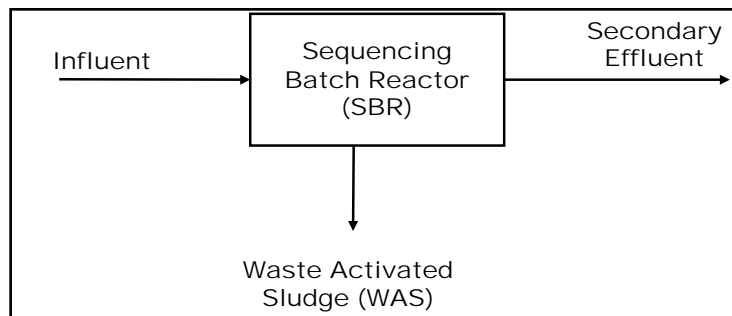 Influent
Sequencing
Batch Reactor
(SBR)
Secondary
Effluent
Waste Activated
Sludge (WAS)